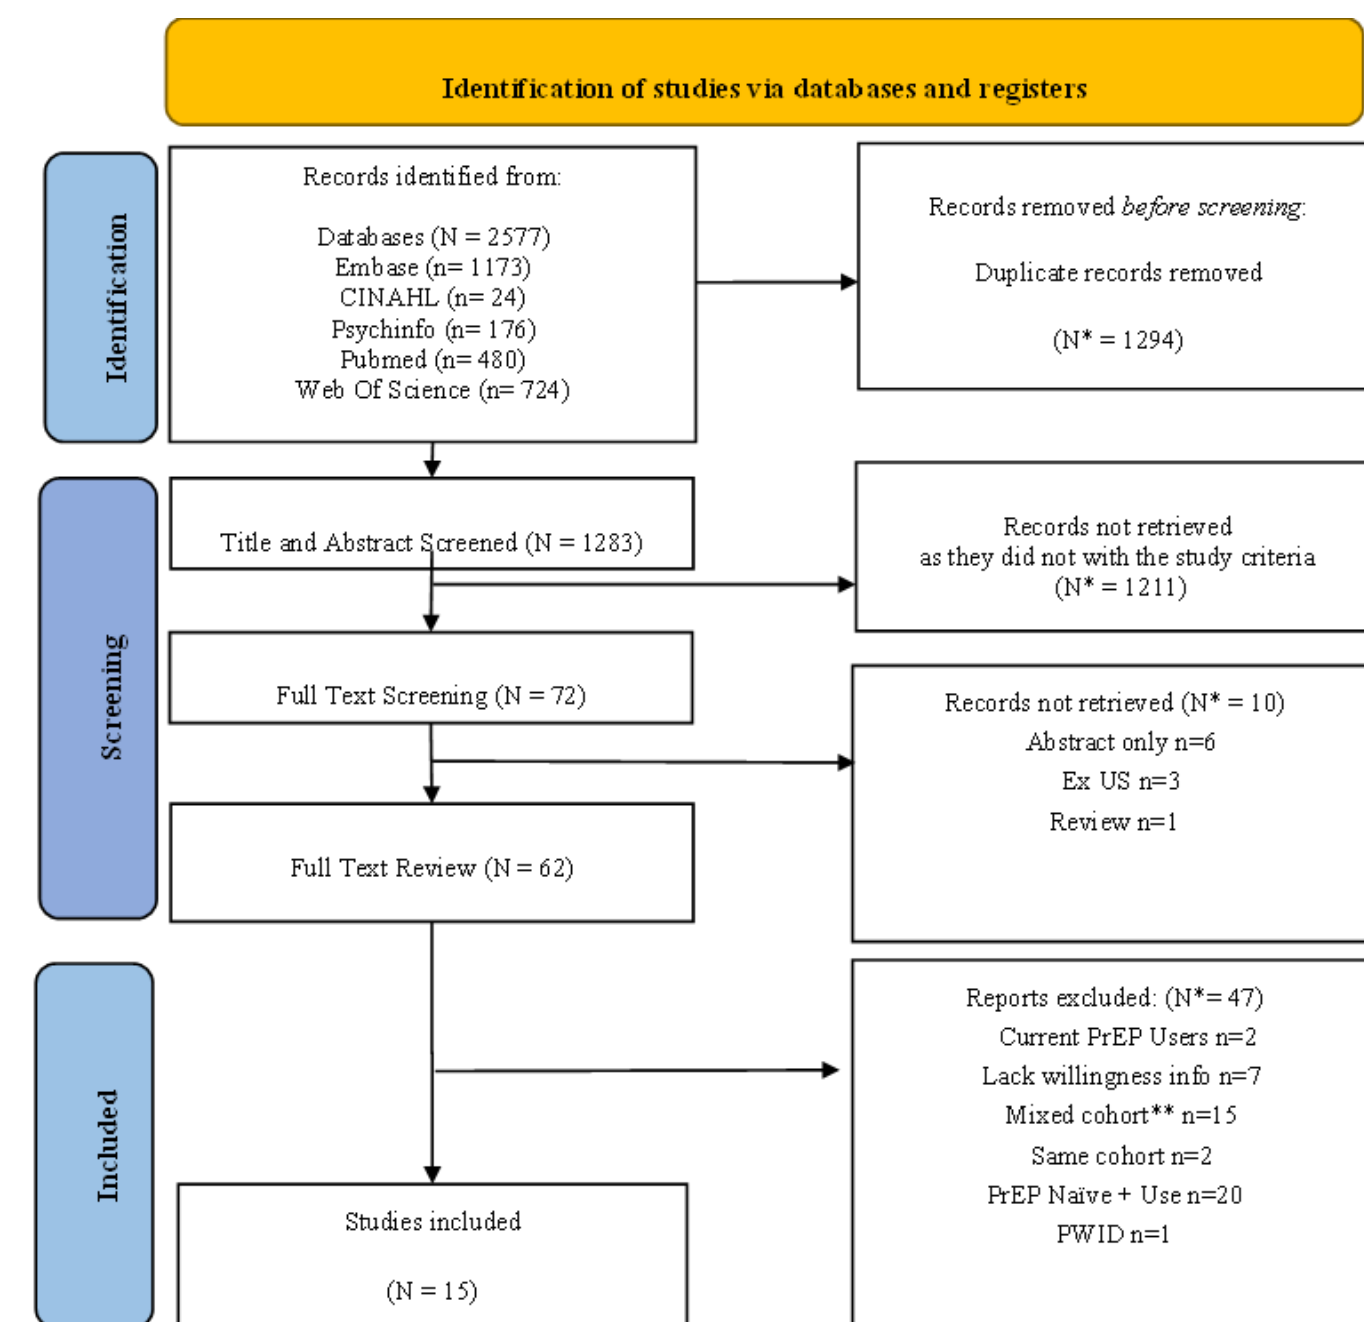 Identification of studies via databases and registers
Identification
Records identified from:
Databases (N = 2577)
Embase (n= 1173)
CINAHL (n= 24)
Psychinfo (n= 176)
Pubmed (n= 480)
Web Of Science (n= 724)
Records removed before screening:
Duplicate records removed
(N* = 1294)
Screening
Title and Abstract Screened (N = 1283)
Records not retrieved
as they did not with the study criteria
(N* = 1211)
Full Text Screening (N = 72)
Records not retrieved (N* = 10)
Abstract only n=6
Ex US n=3
Review n=1
Full Text Review (N = 62)
Included
Reports excluded: (N*= 47)
Current PrEP Users n=2
Lack willingness info n=7
Mixed cohort** n=15
Same cohort n=2
PrEP Naïve + Use n=20
PWID n=1
Studies included
(N = 15)